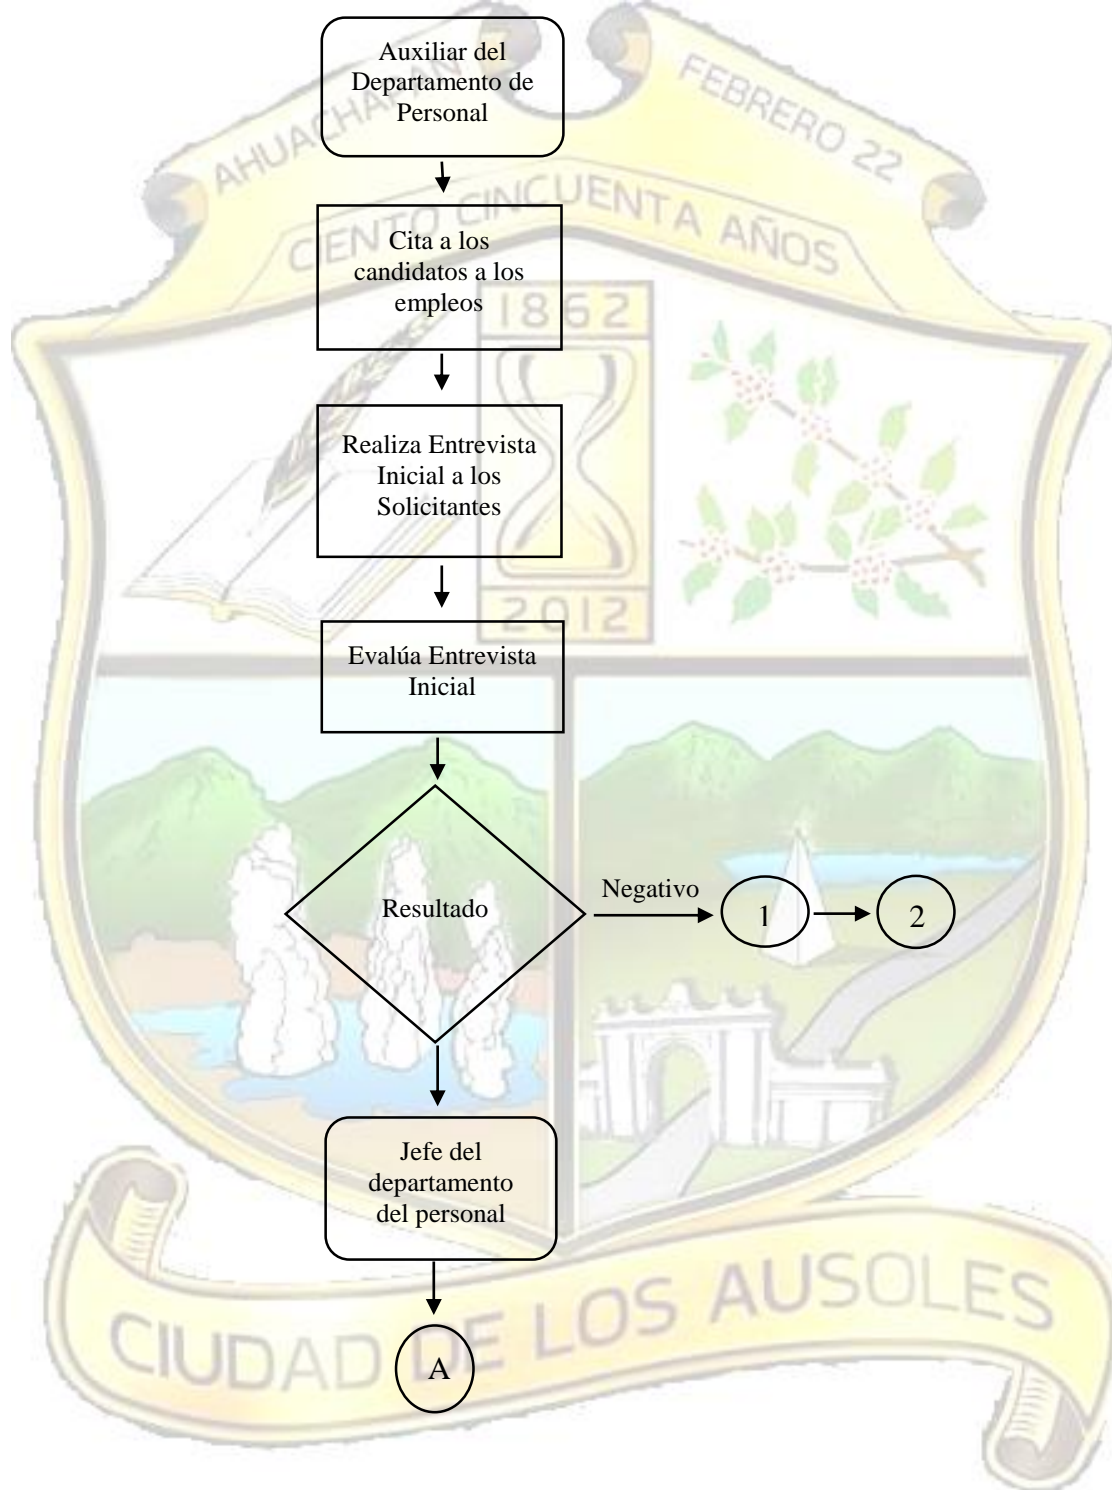 AHUACHAPAN
FEBRERO 22
CIENTO CINCUENTA AÑOS
Auxiliar del
Departamento de
Personal
Cita a los
candidatos a los
empleos
1862
Realiza Entrevista
Inicial a los
Solicitantes
2012
Evalúa Entrevista
Inicial
Resultado
Negativo
1
2
Jefe del
departamento
del personal
A
CIUDAD DE LOS AUSOLES